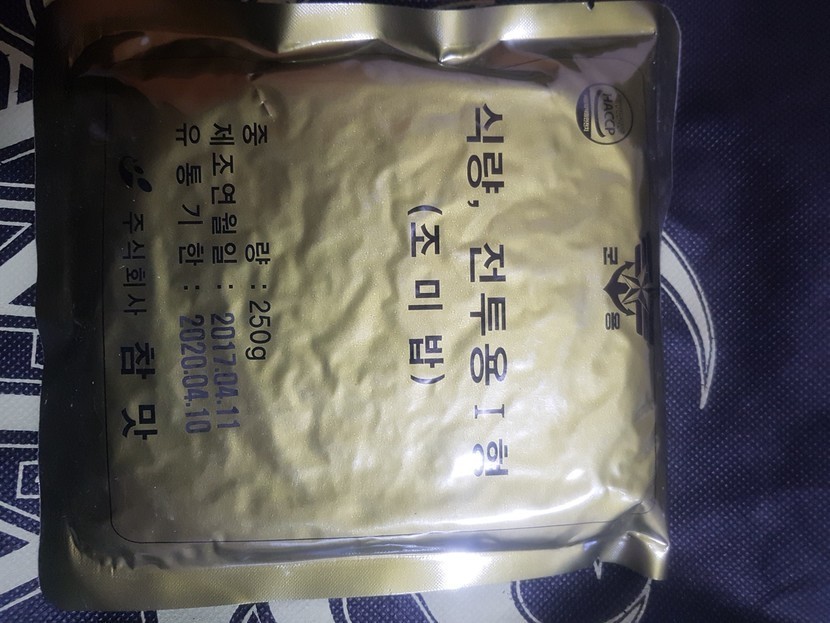 HACCP
군 용
식량, 전투용 I 형
(조 미 밥)
중 량 : 250g
제조연월일 : 2017.04.11
유 통 기 한 : 2020.04.10
주식회사 참 맛